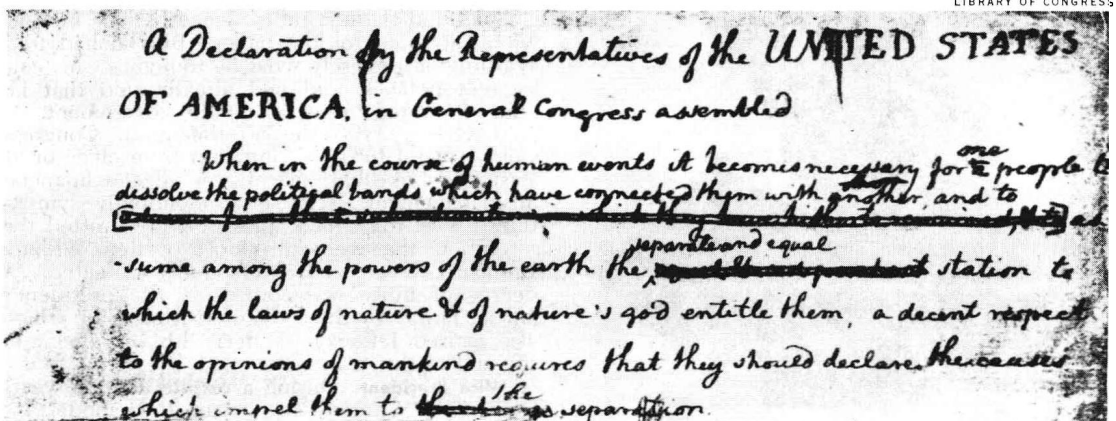 LIBRARY OF CONGRESS
A Declaration by the Representatives of the UNITED STATES
OF AMERICA, in General Congress assembled.
When in the course of human events it becomes necessary for one people to
dissolve the political bands which have connected them with another, and to
as
separate and equal
sume among the powers of the earth the station to
which the laws of nature & of nature's god entitle them, a decent respect
to the opinions of mankind requires that they should declare the causes
which impel them to the separation.